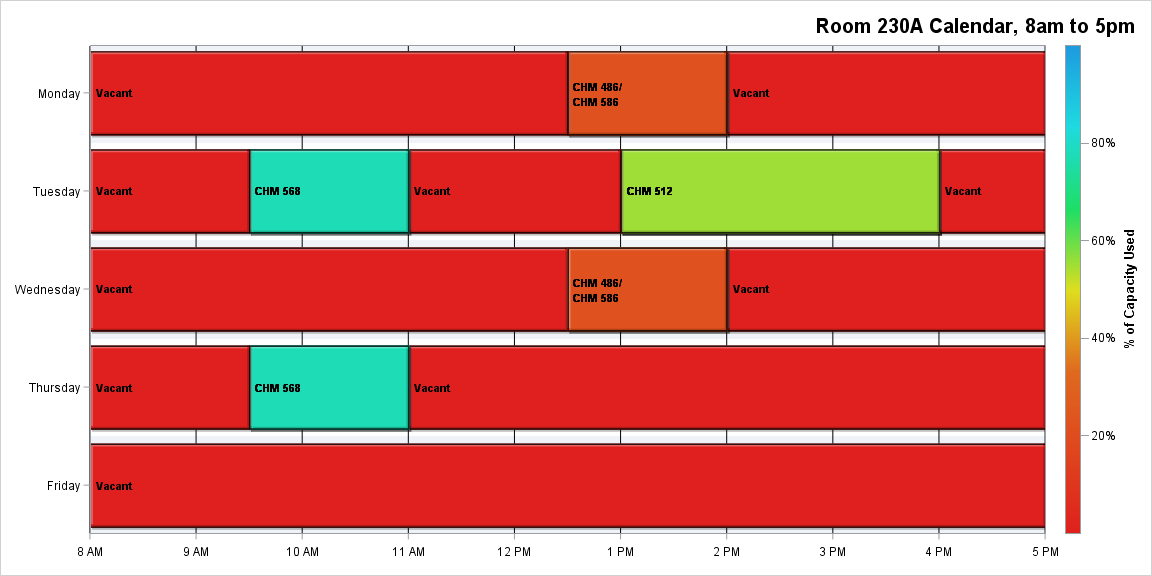 Room 230A Calendar, 8am to 5pm
Monday
Vacant
CHM 486/
CHM 586
Vacant
Tuesday
Vacant
CHM 568
Vacant
CHM 512
Vacant
Wednesday
Vacant
CHM 486/
CHM 586
Vacant
Thursday
Vacant
CHM 568
Vacant
Friday
Vacant
8 AM
9 AM
10 AM
11 AM
12 PM
1 PM
2 PM
3 PM
4 PM
5 PM
80%
60%
40%
20%
% of Capacity Used